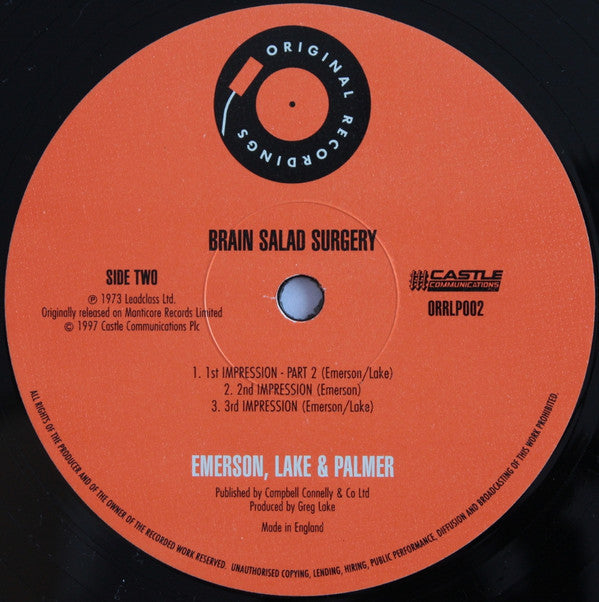 ORIGINAL RECORDINGS
BRAIN SALAD SURGERY
SIDE TWO
℗ 1973 Leadclass Ltd.
Originally released on Manticore Records Limited
© 1997 Castle Communications Plc
CASTLE
COMMUNICATIONS
ORRLP002
1. 1st IMPRESSION - PART 2 (Emerson/Lake)
2. 2nd IMPRESSION (Emerson)
3. 3rd IMPRESSION (Emerson/Lake)
EMERSON, LAKE & PALMER
Published by Campbell Connelly & Co Ltd
Produced by Greg Lake
Made in England
ALL RIGHTS OF THE PRODUCER AND OF THE OWNER OF THE RECORDED WORK RESERVED. UNAUTHORISED COPYING, LENDING, HIRING, PUBLIC PERFORMANCE, DIFFUSION AND BROADCASTING OF THIS WORK PROHIBITED.